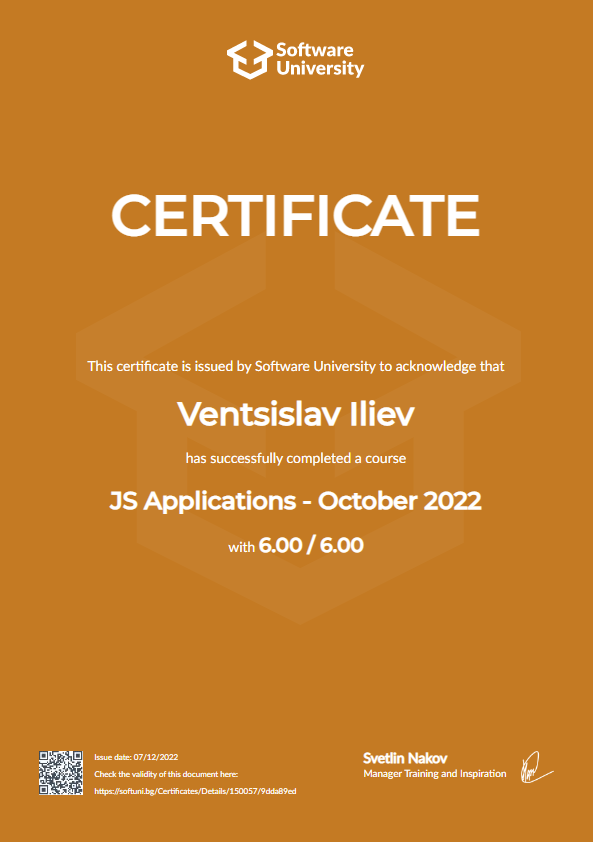 Software
University
CERTIFICATE
This certificate is issued by Software University to acknowledge that
Ventsislav Iliev
has successfully completed a course
JS Applications - October 2022
with 6.00 / 6.00
Issue date: 07/12/2022
Check the validity of this document here:
https://softuni.bg/Certificates/Details/150057/9dda89ed
Svetlin Nakov
Manager Training and Inspiration